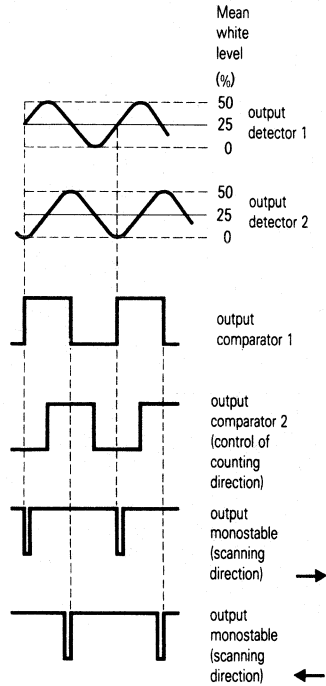 Mean
white
level
(%)
50
25
0
output
detector 1
50
25
0
output
detector 2
output
comparator 1
output
comparator 2
(control of
counting
direction)
output
monostable
(scanning
direction)
output
monostable
(scanning
direction)